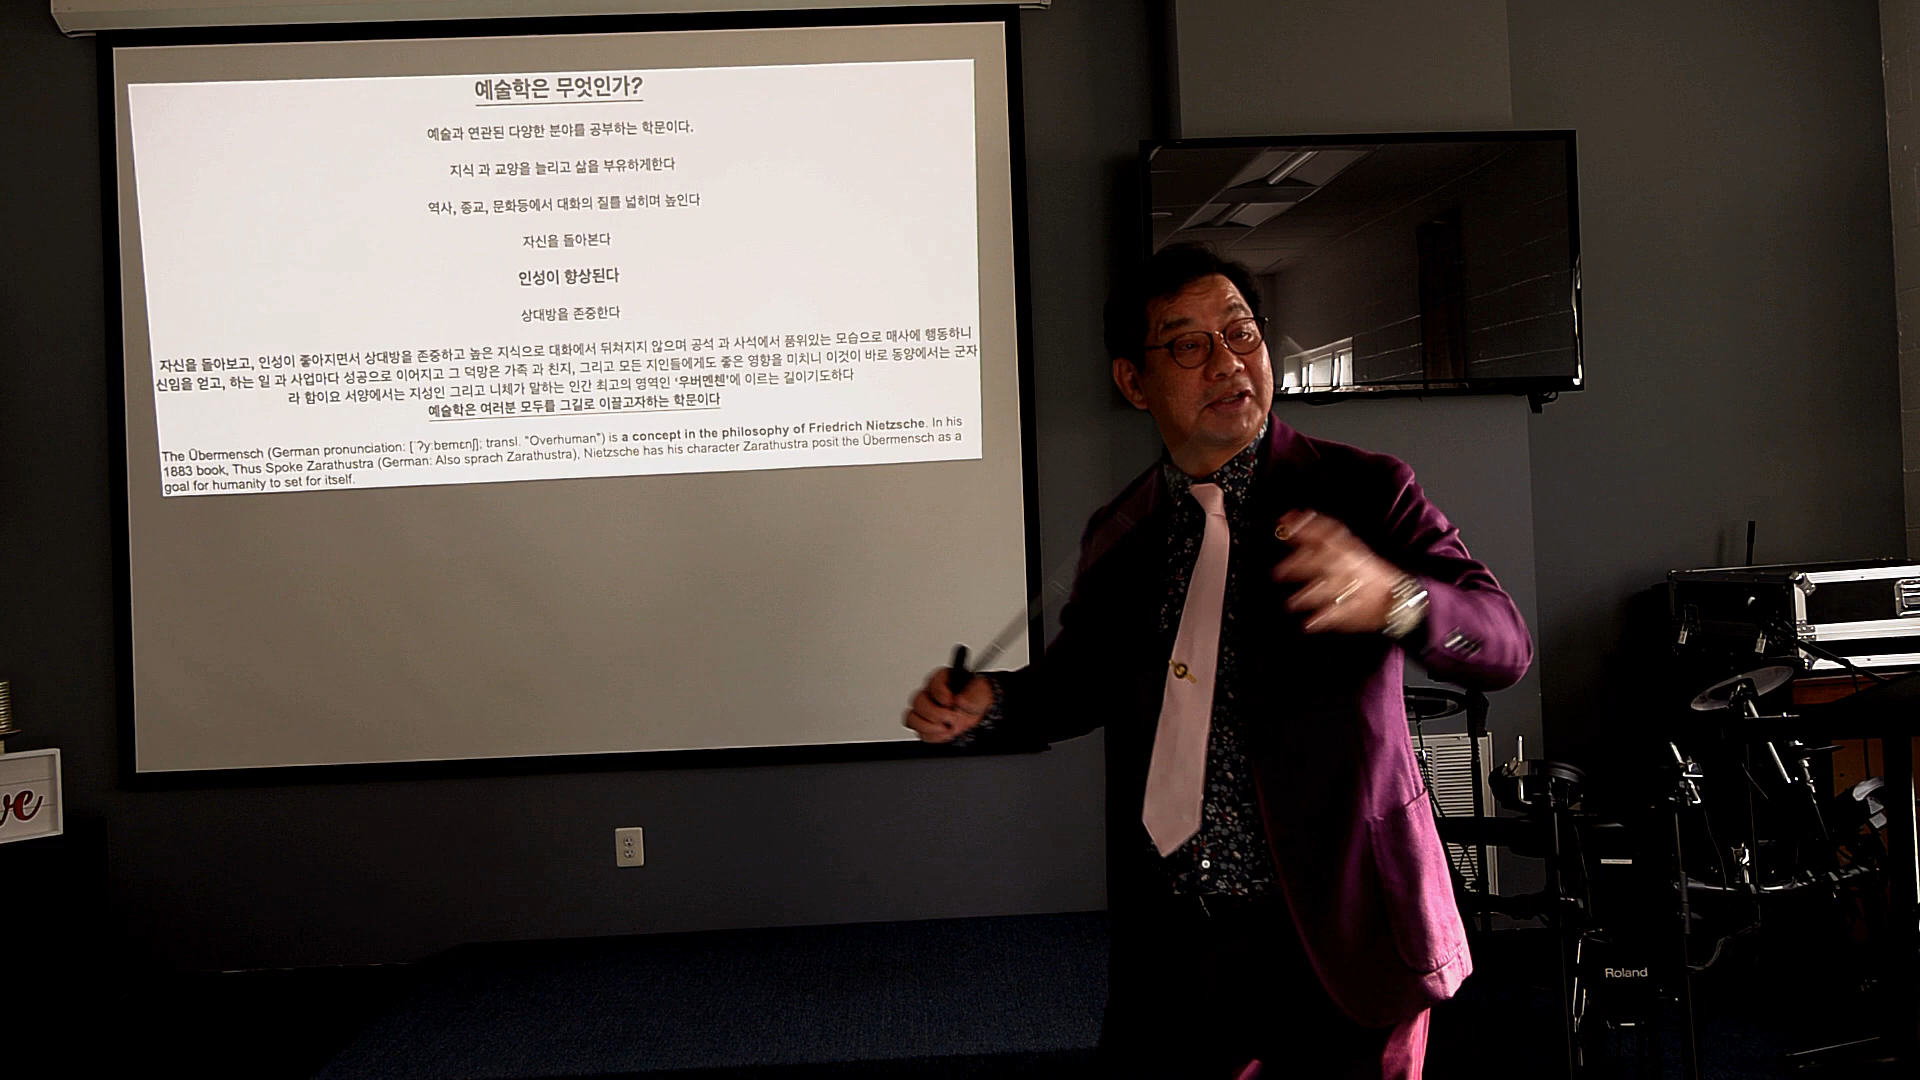 예술학은 무엇인가?
예술과 연관된 다양한 분야를 공부하는 학문이다.
지식 과 교양을 늘리고 삶을 부유하게한다
역사, 종교, 문화등에서 대화의 질를 넓히며 높인다
자신을 돌아본다
인성이 향상된다
상대방을 존중한다
자신을 돌아보고, 인성이 좋아지면서 상대방을 존중하고 높은 지식으로 대화에서 뒤쳐지지 않으며 공석 과 사석에서 품위있는 모습으로 매사에 행동하니
신임을 얻고, 하는 일 과 사업마다 성공으로 이어지고 그 덕망은 가족 과 친지, 그리고 모든 지인들에게도 좋은 영향을 미치니 이것이 바로 동양에서는 군자
라 함이요 서양에서는 지성인 그리고 니체가 말하는 인간 최고의 영역인 '우버멘첸'에 이르는 길이기도하다
예술학은 여러분 모두를 그길로 이끌고자하는 학문이다
The Übermensch (German pronunciation: [ˈʔyːbɐmɛnʃ]; transl. "Overhuman") is a concept in the philosophy of Friedrich Nietzsche. In his
1883 book, Thus Spoke Zarathustra (German: Also sprach Zarathustra), Nietzsche has his character Zarathustra posit the Übermensch as a
goal for humanity to set for itself.
ve
Roland